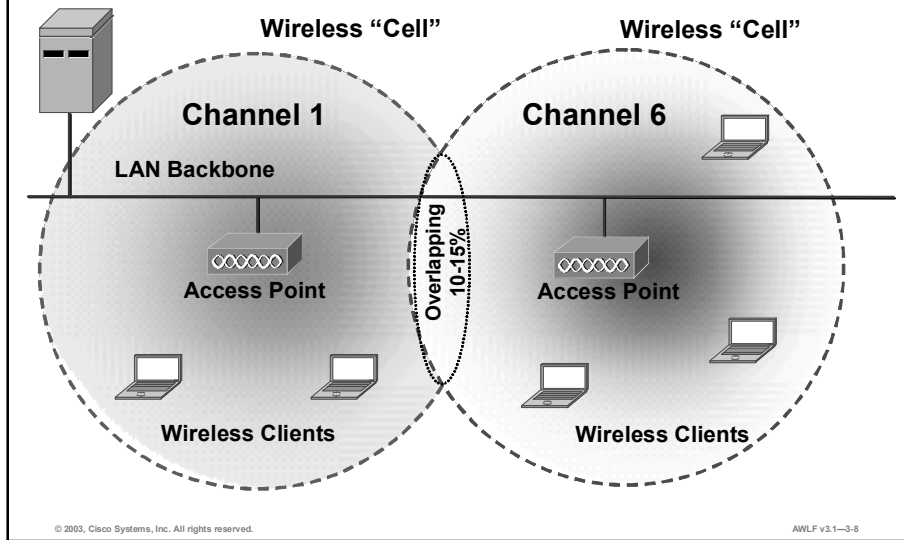 Wireless “Cell”
Wireless “Cell”
Channel 1
Channel 6
LAN Backbone
Overlapping
10-15%
Access Point
Access Point
Wireless Clients
Wireless Clients
© 2003, Cisco Systems, Inc. All rights reserved.
AWLF v3.1—3-8